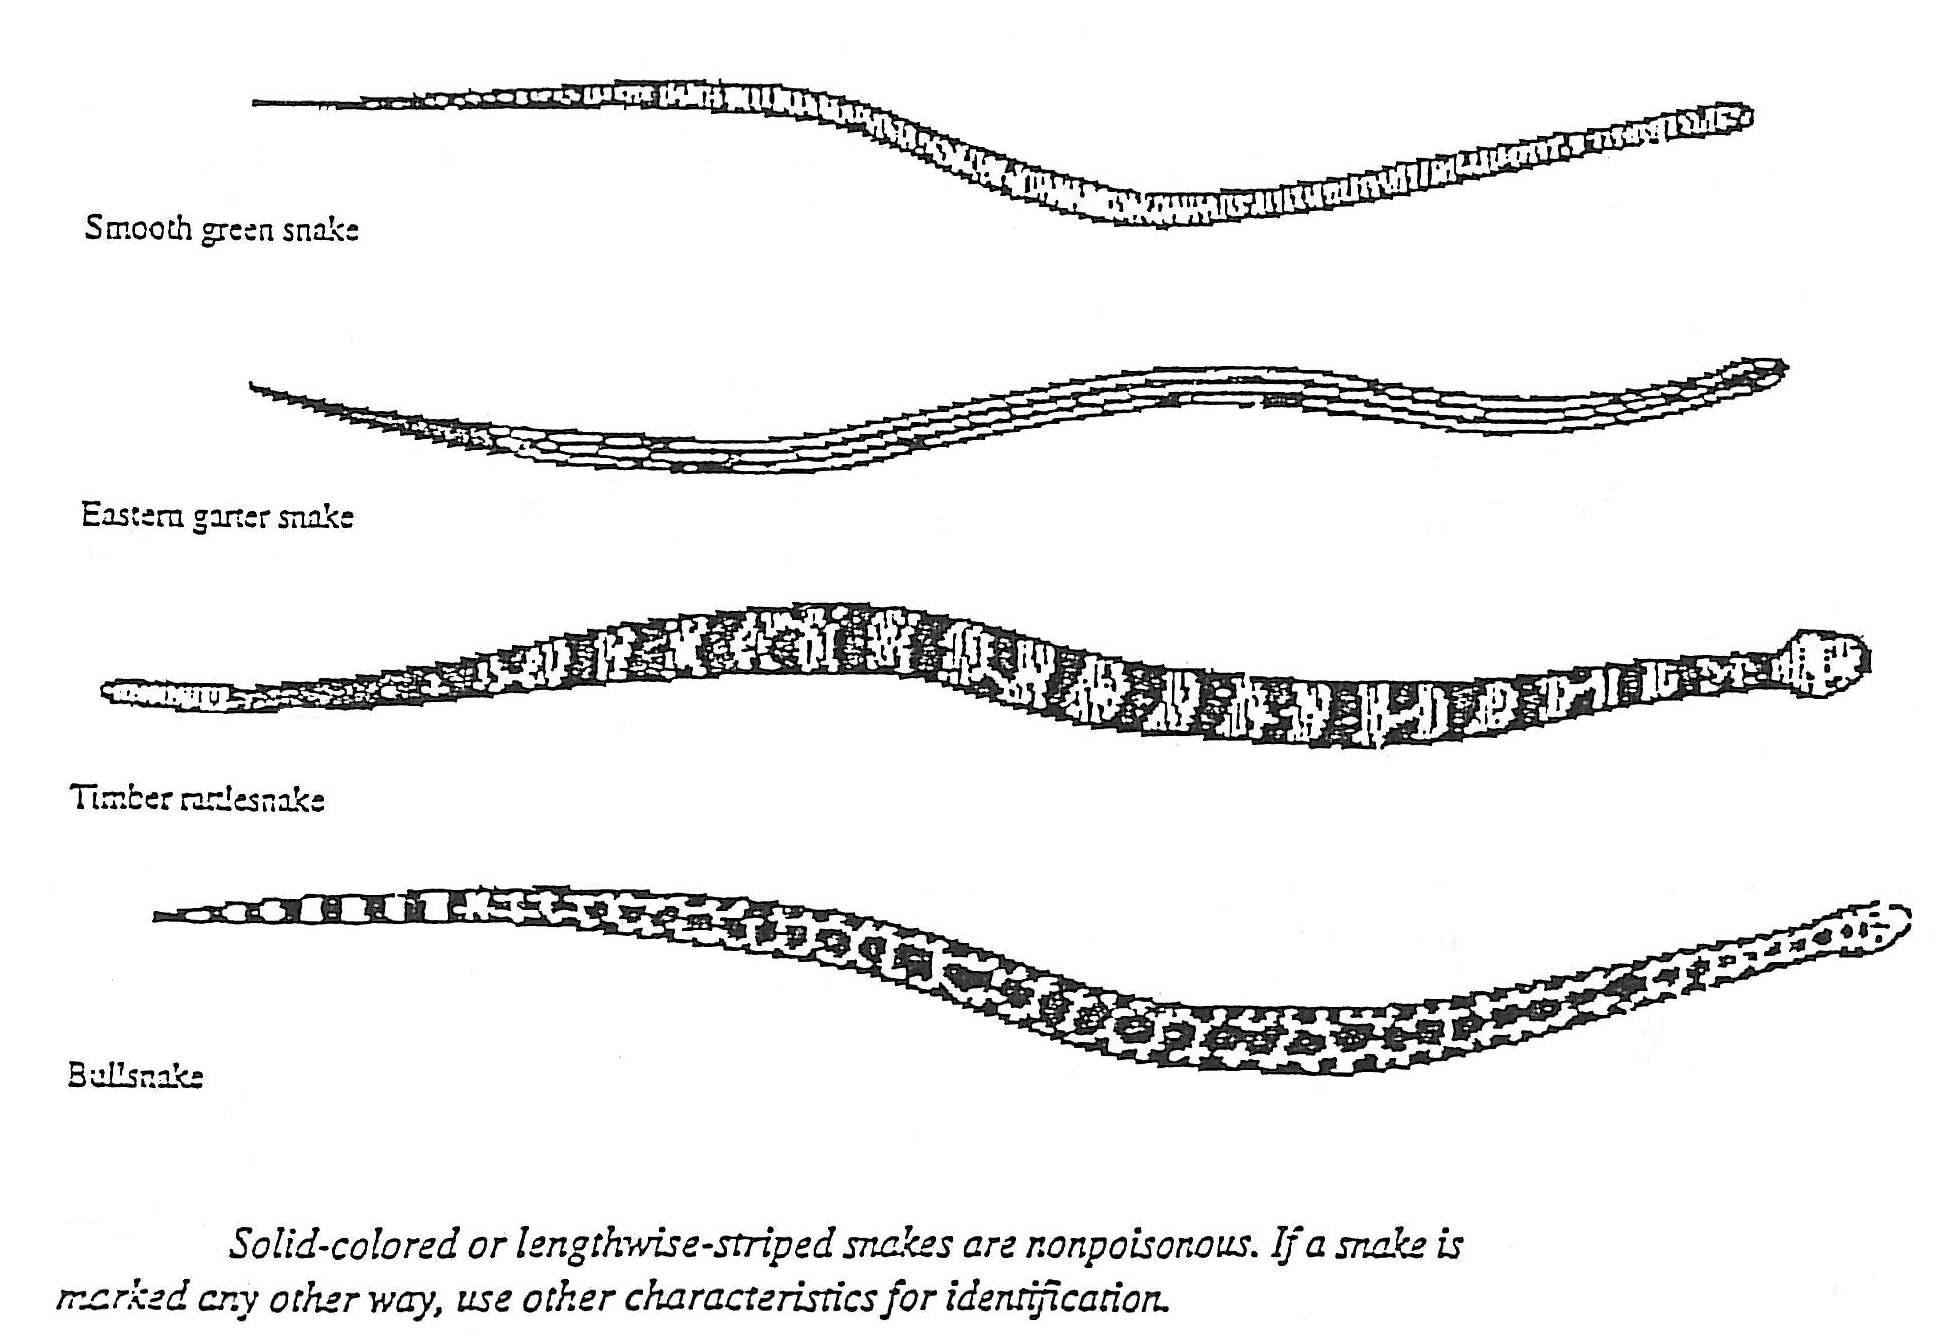 Smooth green snake
Eastern garter snake
Timber rattlesnake
Bullsnake
Solid-colored or lengthwise-striped snakes are nonpoisonous. If a snake is
marked any other way, use other characteristics for identification.